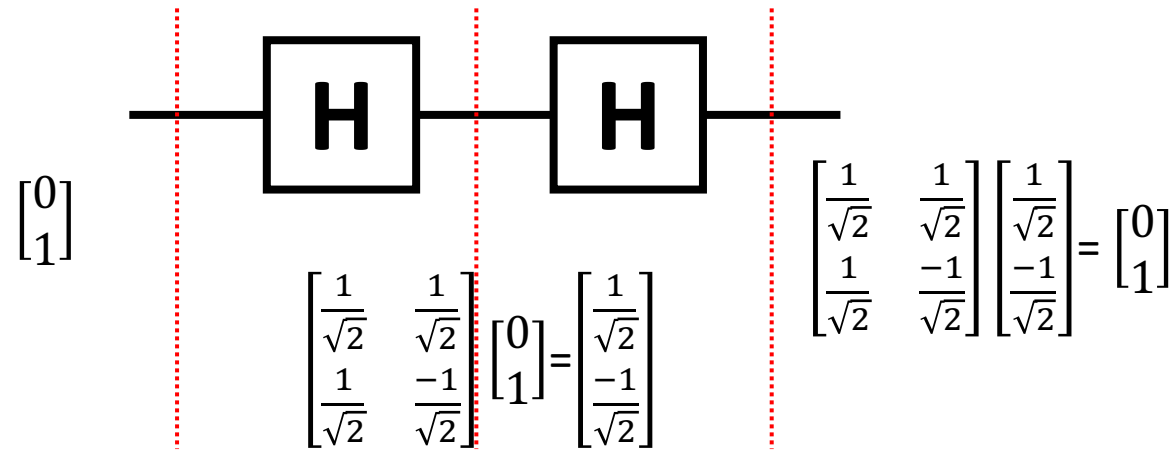 H H
[0
1]
[1/√2 1/√2
1/√2 -1/√2] [0
1] = [1/√2
-1/√2]
[1/√2 1/√2
1/√2 -1/√2] [1/√2
-1/√2] = [0
1]